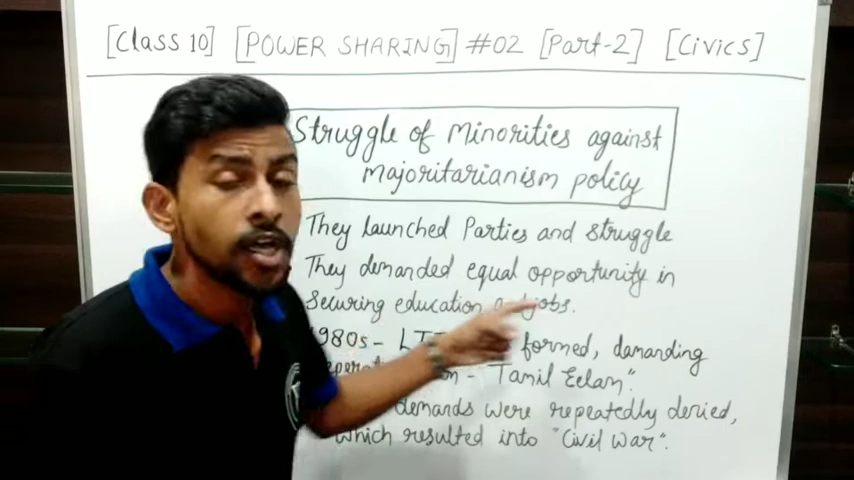 [Class 10] [POWER SHARING] #02 [Part-2] [Civics]
Struggle of Minorities against
majoritarianism policy
They launched Parties and struggle
They demanded equal opportunity in
Securing education jobs.
1980s- formed, demanding
- Tamil Eelam".
demands were repeatedly denied,
which resulted into "Civil War".